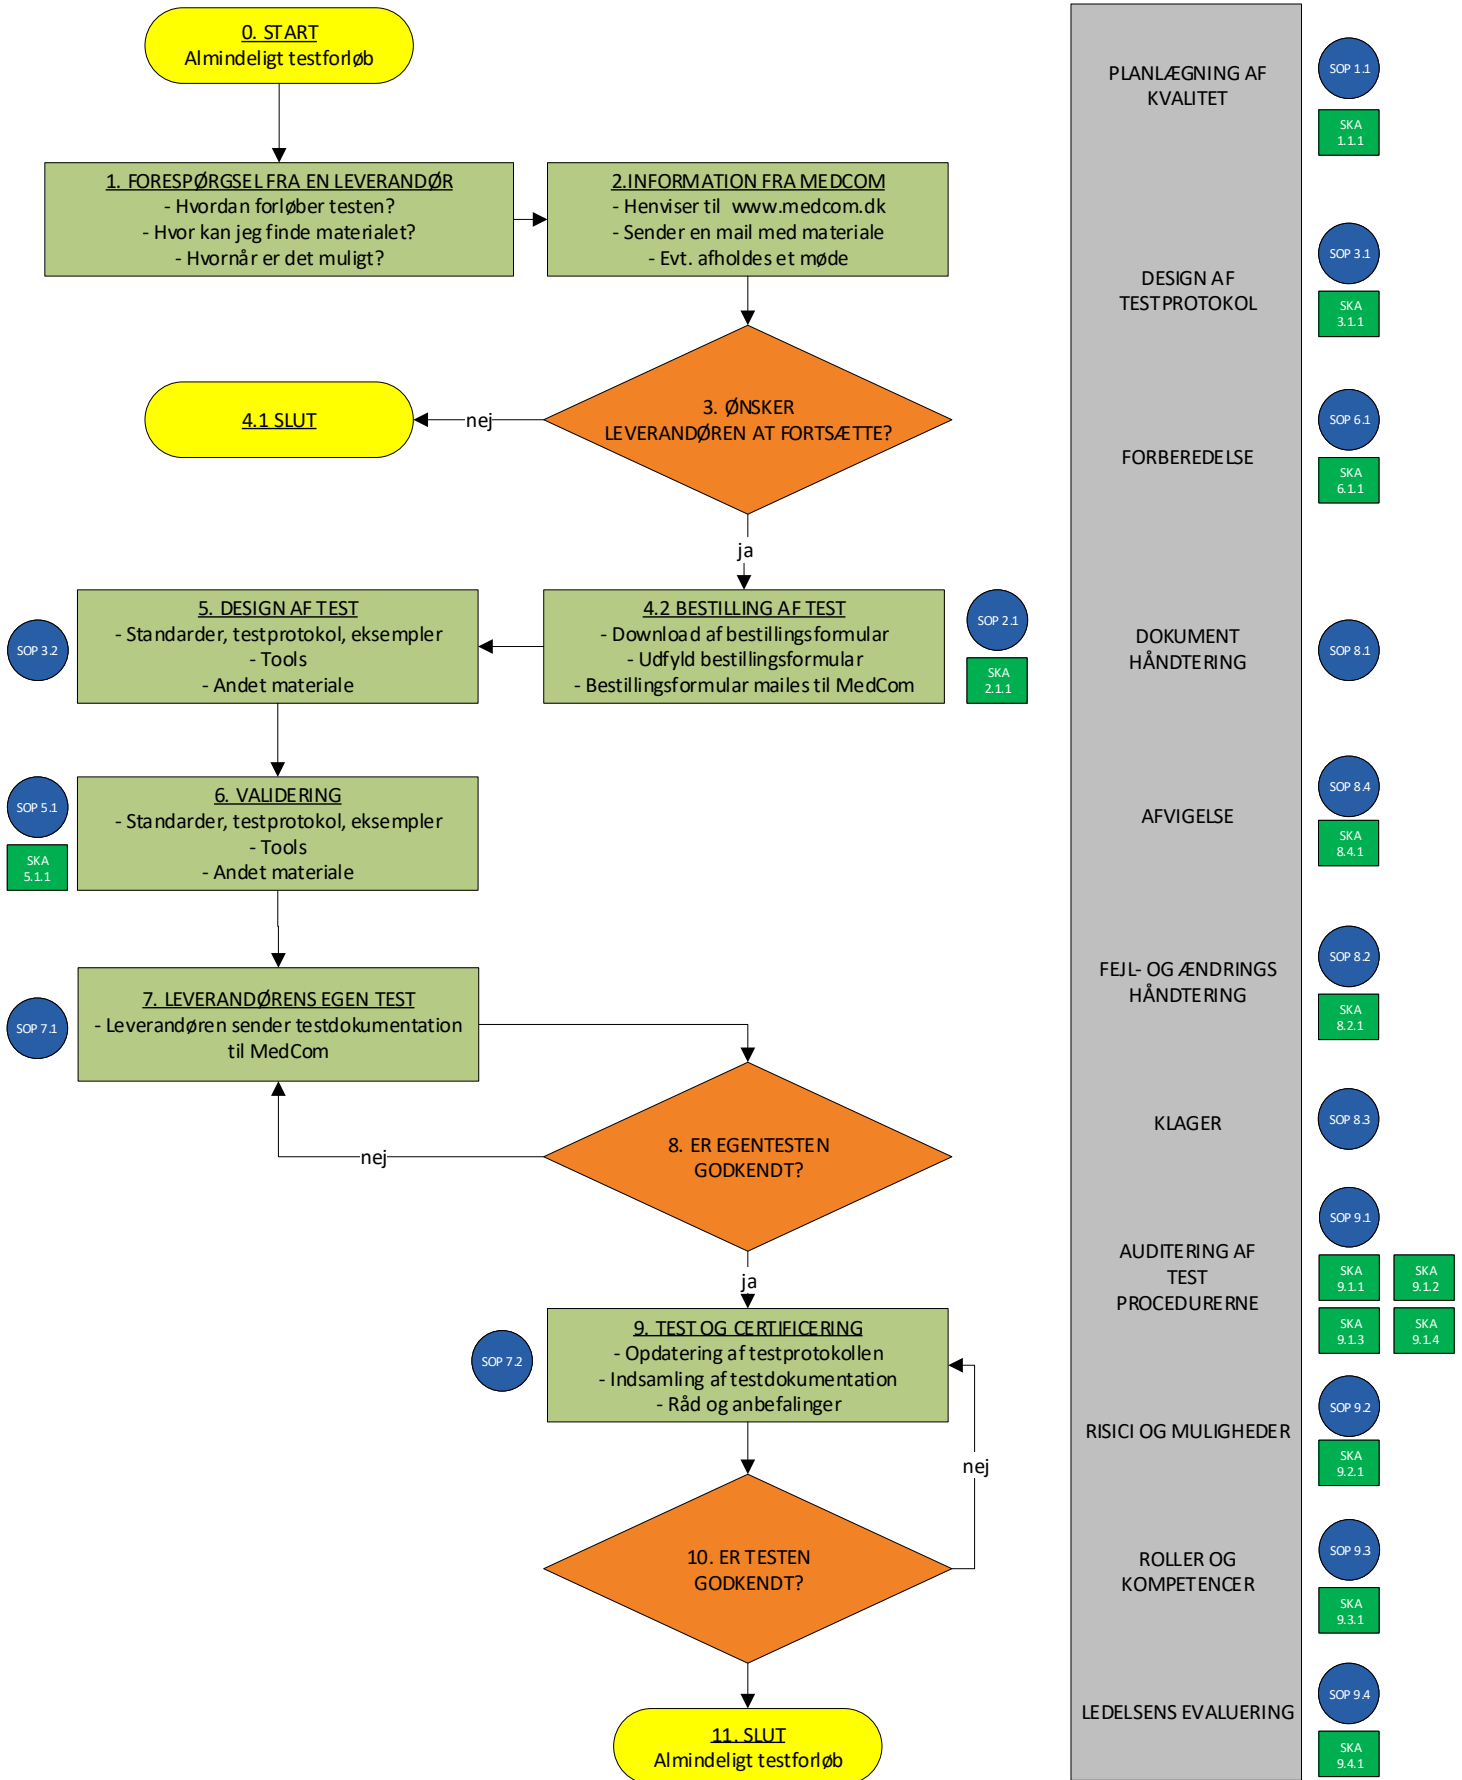 0. START
Almindeligt testforløb
1. FORESPØRGSEL FRA EN LEVERANDØR
- Hvordan forløber testen?
- Hvor kan jeg finde materialet?
- Hvornår er det muligt?
2.INFORMATION FRA MEDCOM
- Henviser til www.medcom.dk
- Sender en mail med materiale
- Evt. afholdes et møde
3. ØNSKER
LEVERANDØREN AT FORTSÆTTE?
nej
4.1 SLUT
ja
4.2 BESTILLING AF TEST
- Download af bestillingsformular
- Udfyld bestillingsformular
- Bestillingsformular mailes til MedCom
SOP 2.1
SKA
2.1.1
5. DESIGN AF TEST
- Standarder, testprotokol, eksempler
- Tools
- Andet materiale
SOP 3.2
6. VALIDERING
- Standarder, testprotokol, eksempler
- Tools
- Andet materiale
SOP 5.1
SKA
5.1.1
7. LEVERANDØRENS EGEN TEST
- Leverandøren sender testdokumentation
til MedCom
SOP 7.1
8. ER EGENTESTEN
GODKENDT?
nej
ja
9. TEST OG CERTIFICERING
- Opdatering af testprotokollen
- Indsamling af testdokumentation
- Råd og anbefalinger
SOP 7.2
nej
10. ER TESTEN
GODKENDT?
11. SLUT
Almindeligt testforløb
PLANLÆGNING AF
KVALITET
SOP 1.1
SKA
1.1.1
DESIGN AF
TESTPROTOKOL
SOP 3.1
SKA
3.1.1
FORBEREDELSE
SOP 6.1
SKA
6.1.1
DOKUMENT
HÅNDTERING
SOP 8.1
AFVIGELSE
SOP 8.4
SKA
8.4.1
FEJL- OG ÆNDRINGS
HÅNDTERING
SOP 8.2
SKA
8.2.1
KLAGER
SOP 8.3
AUDITERING AF
TEST
PROCEDURERNE
SOP 9.1
SKA
9.1.1
SKA
9.1.2
SKA
9.1.3
SKA
9.1.4
RISICI OG MULIGHEDER
SOP 9.2
SKA
9.2.1
ROLLER OG
KOMPETENCER
SOP 9.3
SKA
9.3.1
LEDELSENS EVALUERING
SOP 9.4
SKA
9.4.1